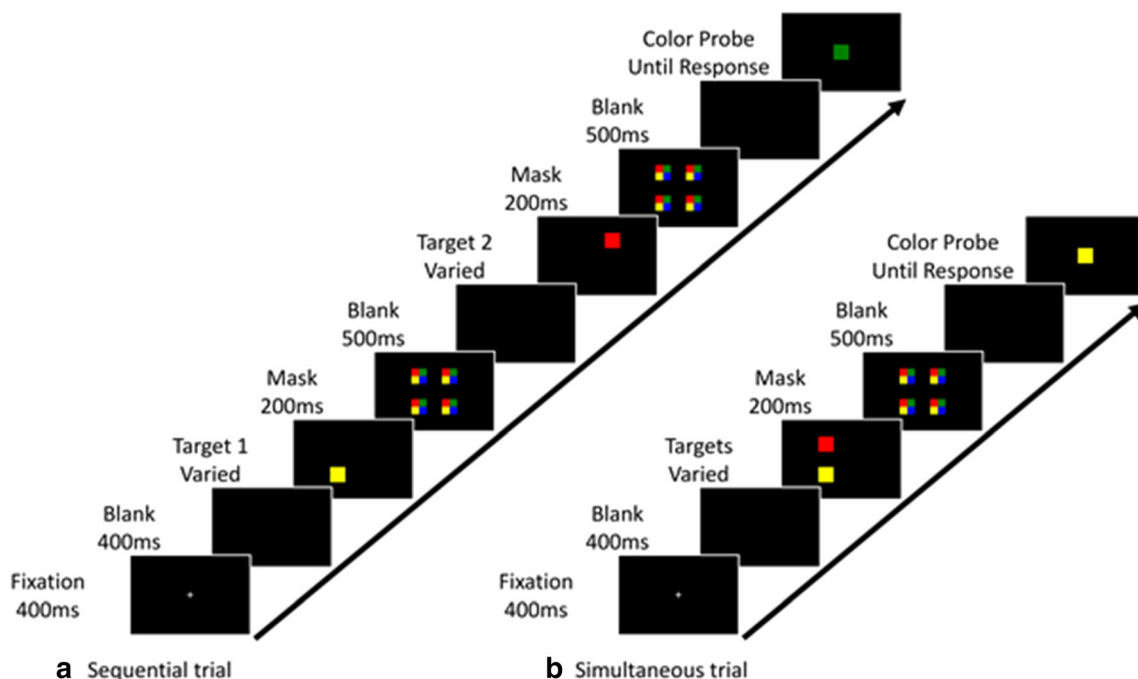 Color Probe
Until Response
Blank
500ms
Mask
200ms
Target 2
Varied
Blank
500ms
Mask
200ms
Target 1
Varied
Blank
400ms
Fixation
400ms
a Sequential trial
Color Probe
Until Response
Blank
500ms
Mask
200ms
Targets
Varied
Blank
400ms
Fixation
400ms
b Simultaneous trial